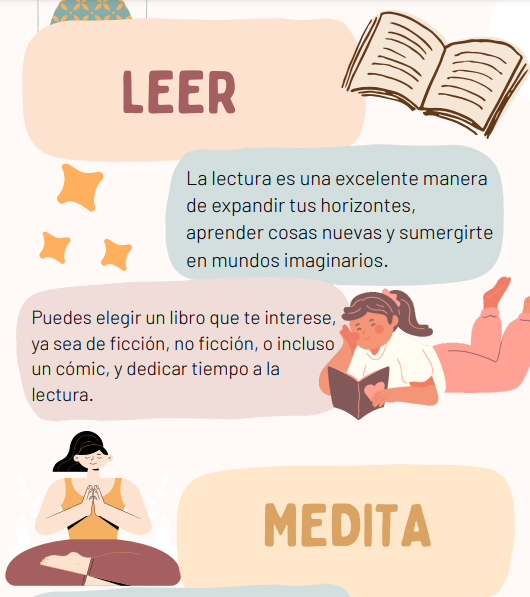 LEER
La lectura es una excelente manera
de expandir tus horizontes,
aprender cosas nuevas y sumergirte
en mundos imaginarios.
Puedes elegir un libro que te interese,
ya sea de ficción, no ficción, o incluso
un cómic, y dedicar tiempo a la
lectura.
MEDITA